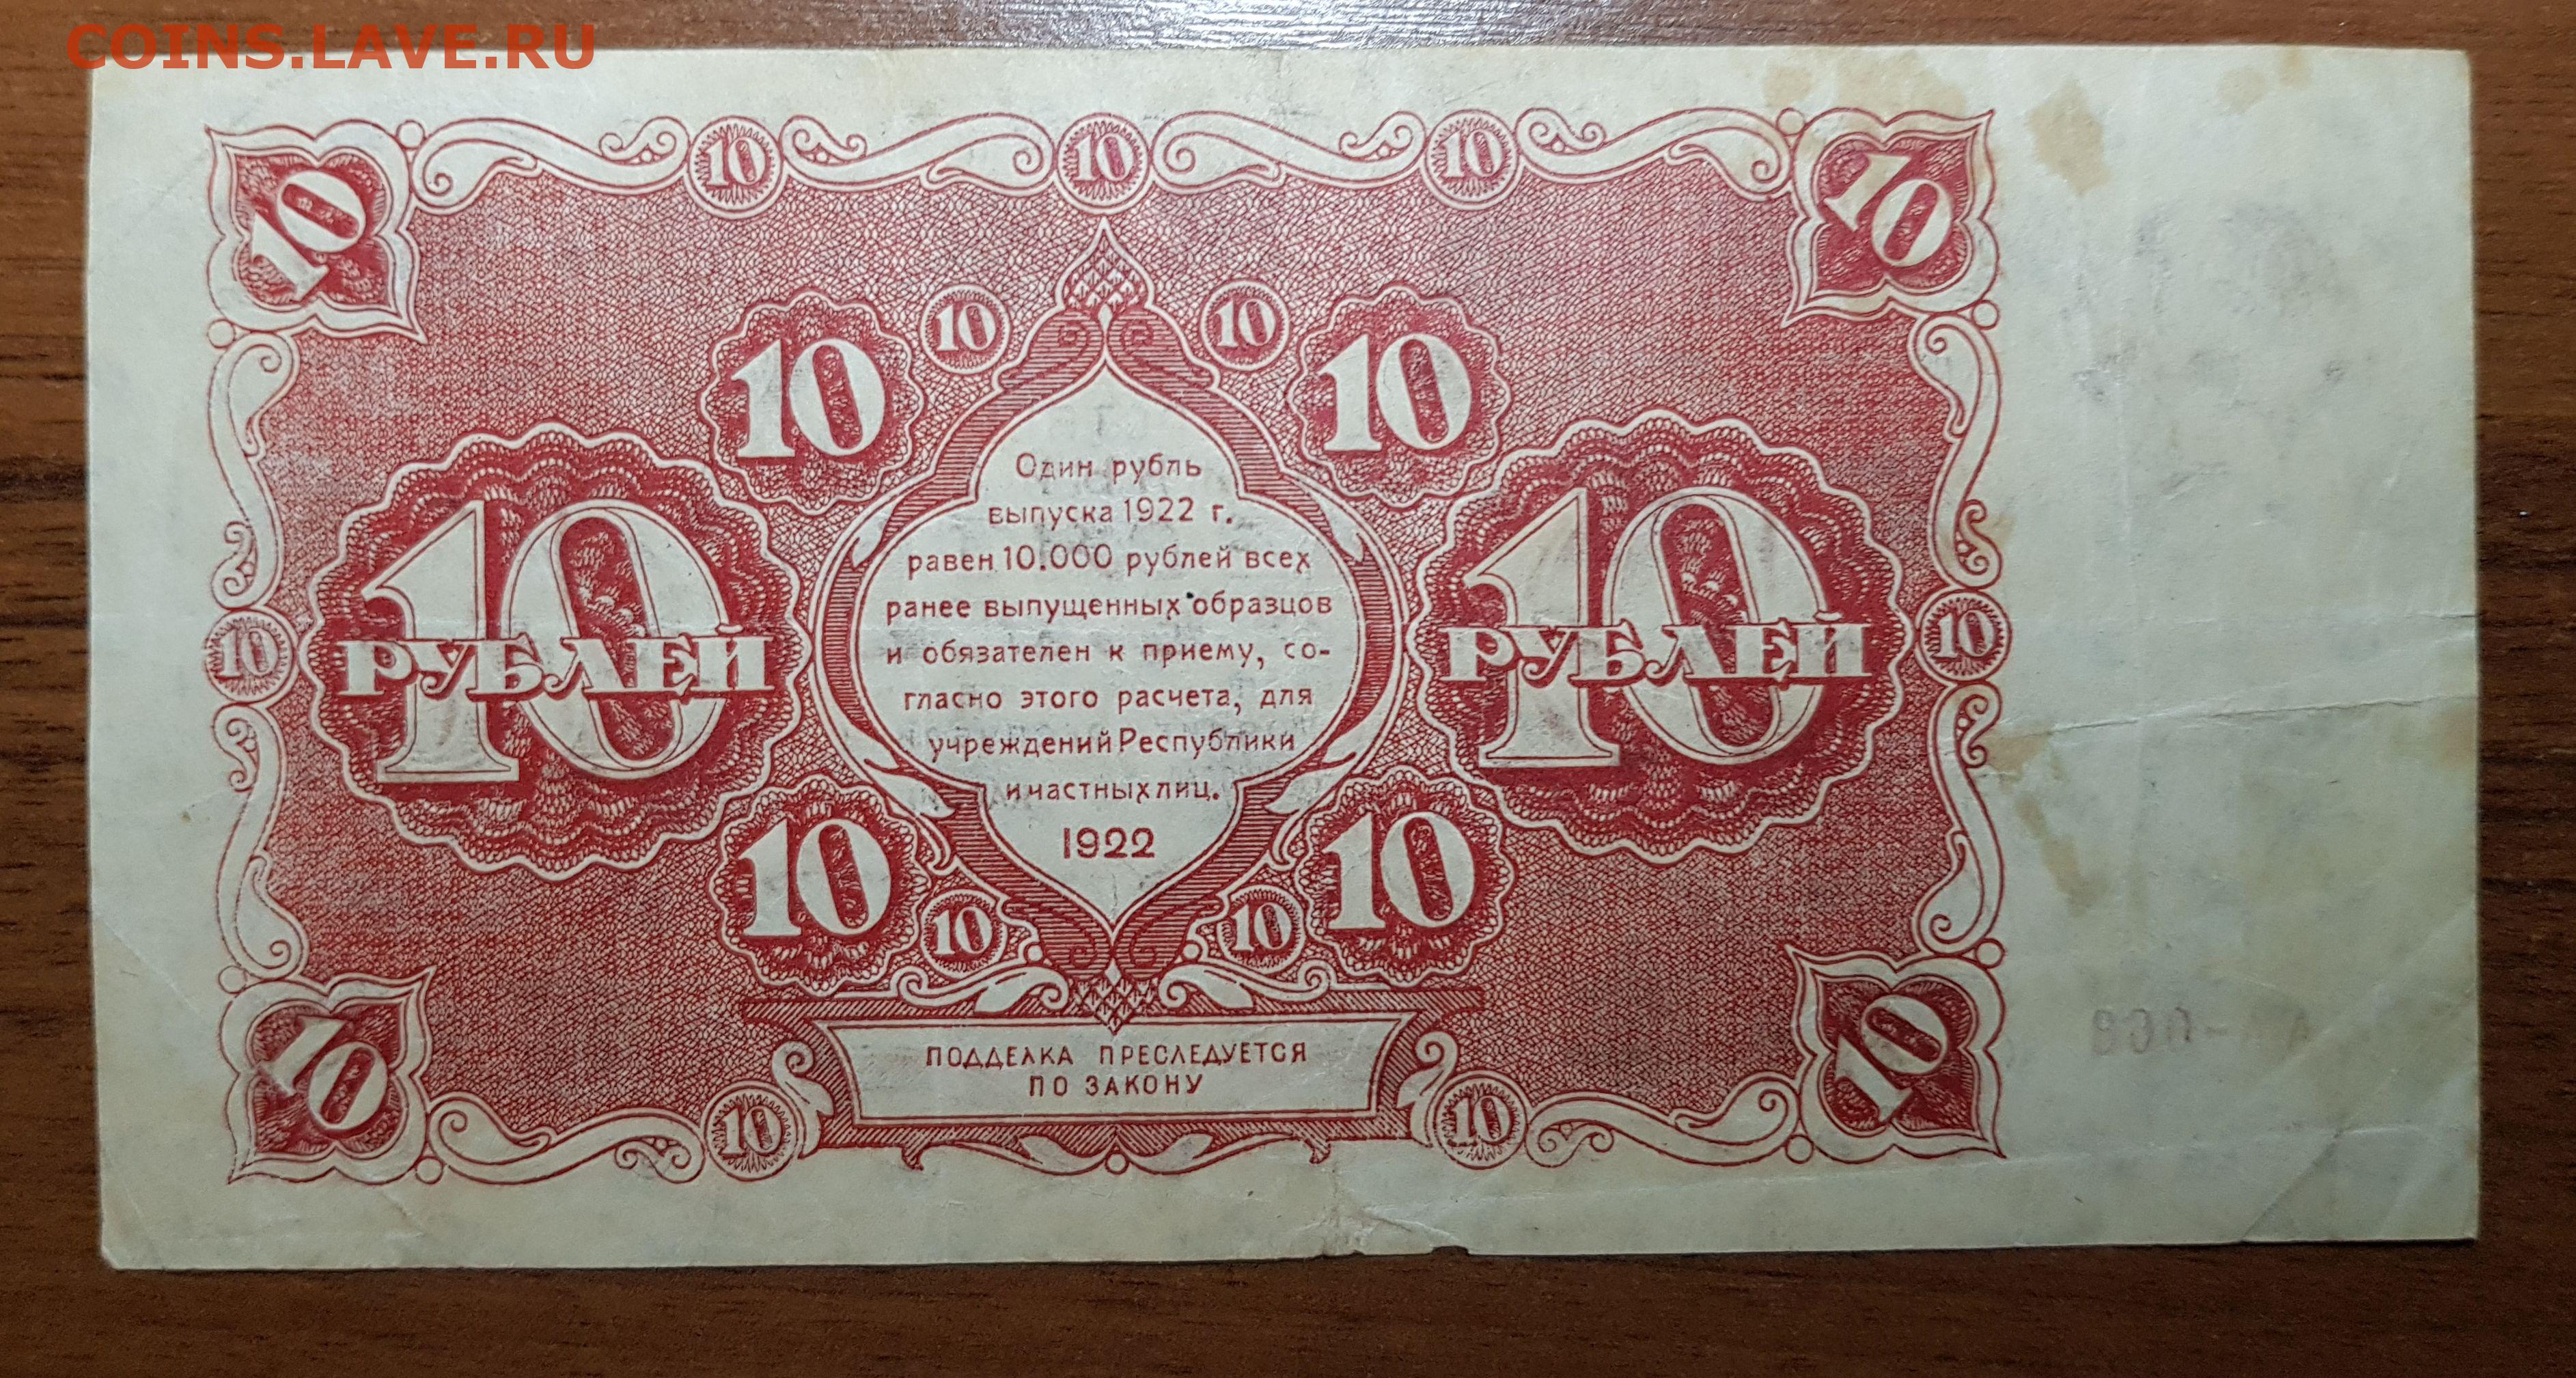 COINS.LAVE.RU
10 10 10 10 10
10 10 10 10
Один рубль
выпуска 1922 г.
равен 10.000 рублей всех
ранее выпущенных образцов
и обязателен к приему, со-
гласно этого расчета, для
учреждений Республики
и частных лиц.
1922
10 РУБЛЕЙ
10 РУБЛЕЙ
10 10
10 10 10 10
ПОДДЕЛКА ПРЕСЛЕДУЕТСЯ
ПО ЗАКОНУ
10 10 10 10